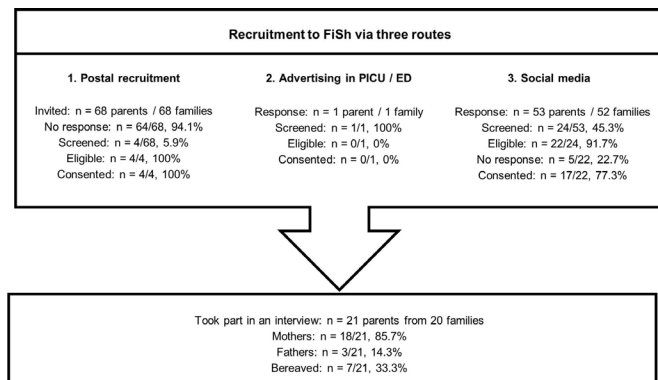 Recruitment to FiSh via three routes
1. Postal recruitment
Invited: n = 68 parents / 68 families
No response: n = 64/68, 94.1%
Screened: n = 4/68, 5.9%
Eligible: n = 4/4, 100%
Consented: n = 4/4, 100%
2. Advertising in PICU / ED
Response: n = 1 parent / 1 family
Screened: n = 1/1, 100%
Eligible: n = 0/1, 0%
Consented: n = 0/1, 0%
3. Social media
Response: n = 53 parents / 52 families
Screened: n = 24/53, 45.3%
Eligible: n = 22/24, 91.7%
No response: n = 5/22, 22.7%
Consented: n = 17/22, 77.3%
Took part in an interview: n = 21 parents from 20 families
Mothers: n = 18/21, 85.7%
Fathers: n = 3/21, 14.3%
Bereaved: n = 7/21, 33.3%